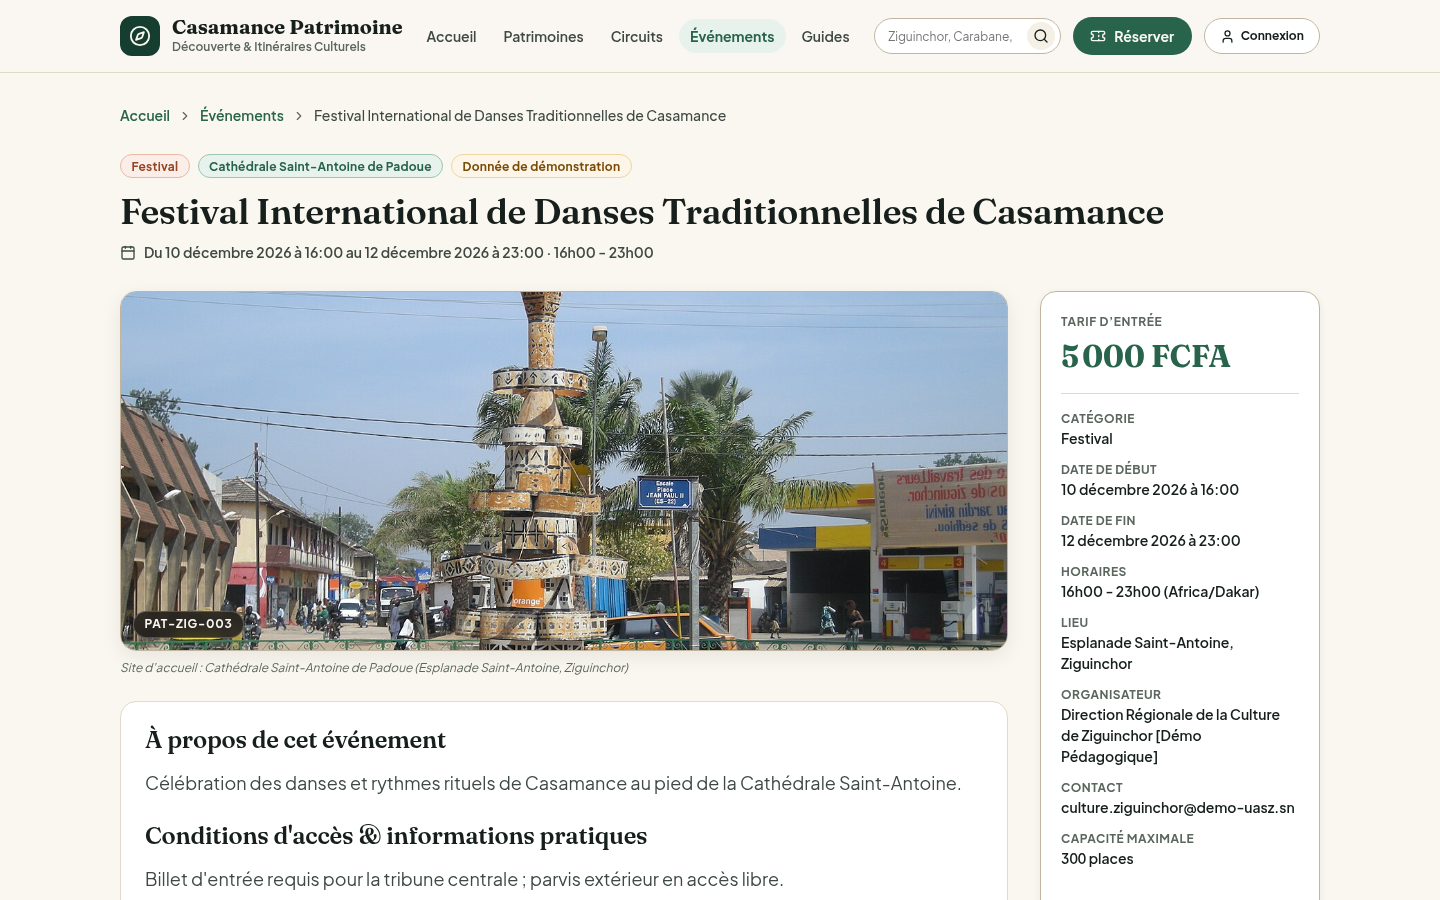 Casamance Patrimoine
Découverte & Itinéraires Culturels
Accueil
Patrimoines
Circuits
Événements
Guides
Ziguinchor, Carabane,
Réserver
Connexion
Accueil > Événements > Festival International de Danses Traditionnelles de Casamance
Festival
Cathédrale Saint-Antoine de Padoue
Donnée de démonstration
Festival International de Danses Traditionnelles de Casamance
Du 10 décembre 2026 à 16:00 au 12 décembre 2026 à 23:00 · 16h00 - 23h00
Escale
Place
JEAN PAUL II
(ES-22)
orange
PAT-ZIG-003
Site d'accueil : Cathédrale Saint-Antoine de Padoue (Esplanade Saint-Antoine, Ziguinchor)
À propos de cet événement
Célébration des danses et rythmes rituels de Casamance au pied de la Cathédrale Saint-Antoine.
Conditions d'accès & informations pratiques
Billet d'entrée requis pour la tribune centrale ; parvis extérieur en accès libre.
TARIF D'ENTRÉE
5 000 FCFA
CATÉGORIE
Festival
DATE DE DÉBUT
10 décembre 2026 à 16:00
DATE DE FIN
12 décembre 2026 à 23:00
HORAIRES
16h00 - 23h00 (Africa/Dakar)
LIEU
Esplanade Saint-Antoine,
Ziguinchor
ORGANISATEUR
Direction Régionale de la Culture
de Ziguinchor [Démo
Pédagogique]
CONTACT
culture.ziguinchor@demo-uasz.sn
CAPACITÉ MAXIMALE
300 places